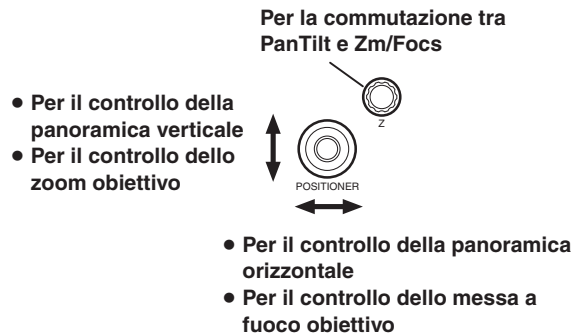 Per la commutazione tra
PanTilt e Zm/Focs
Z
● Per il controllo della
panoramica verticale
● Per il controllo dello
zoom obiettivo
POSITIONER
● Per il controllo della panoramica
orizzontale
● Per il controllo dello messa a
fuoco obiettivo